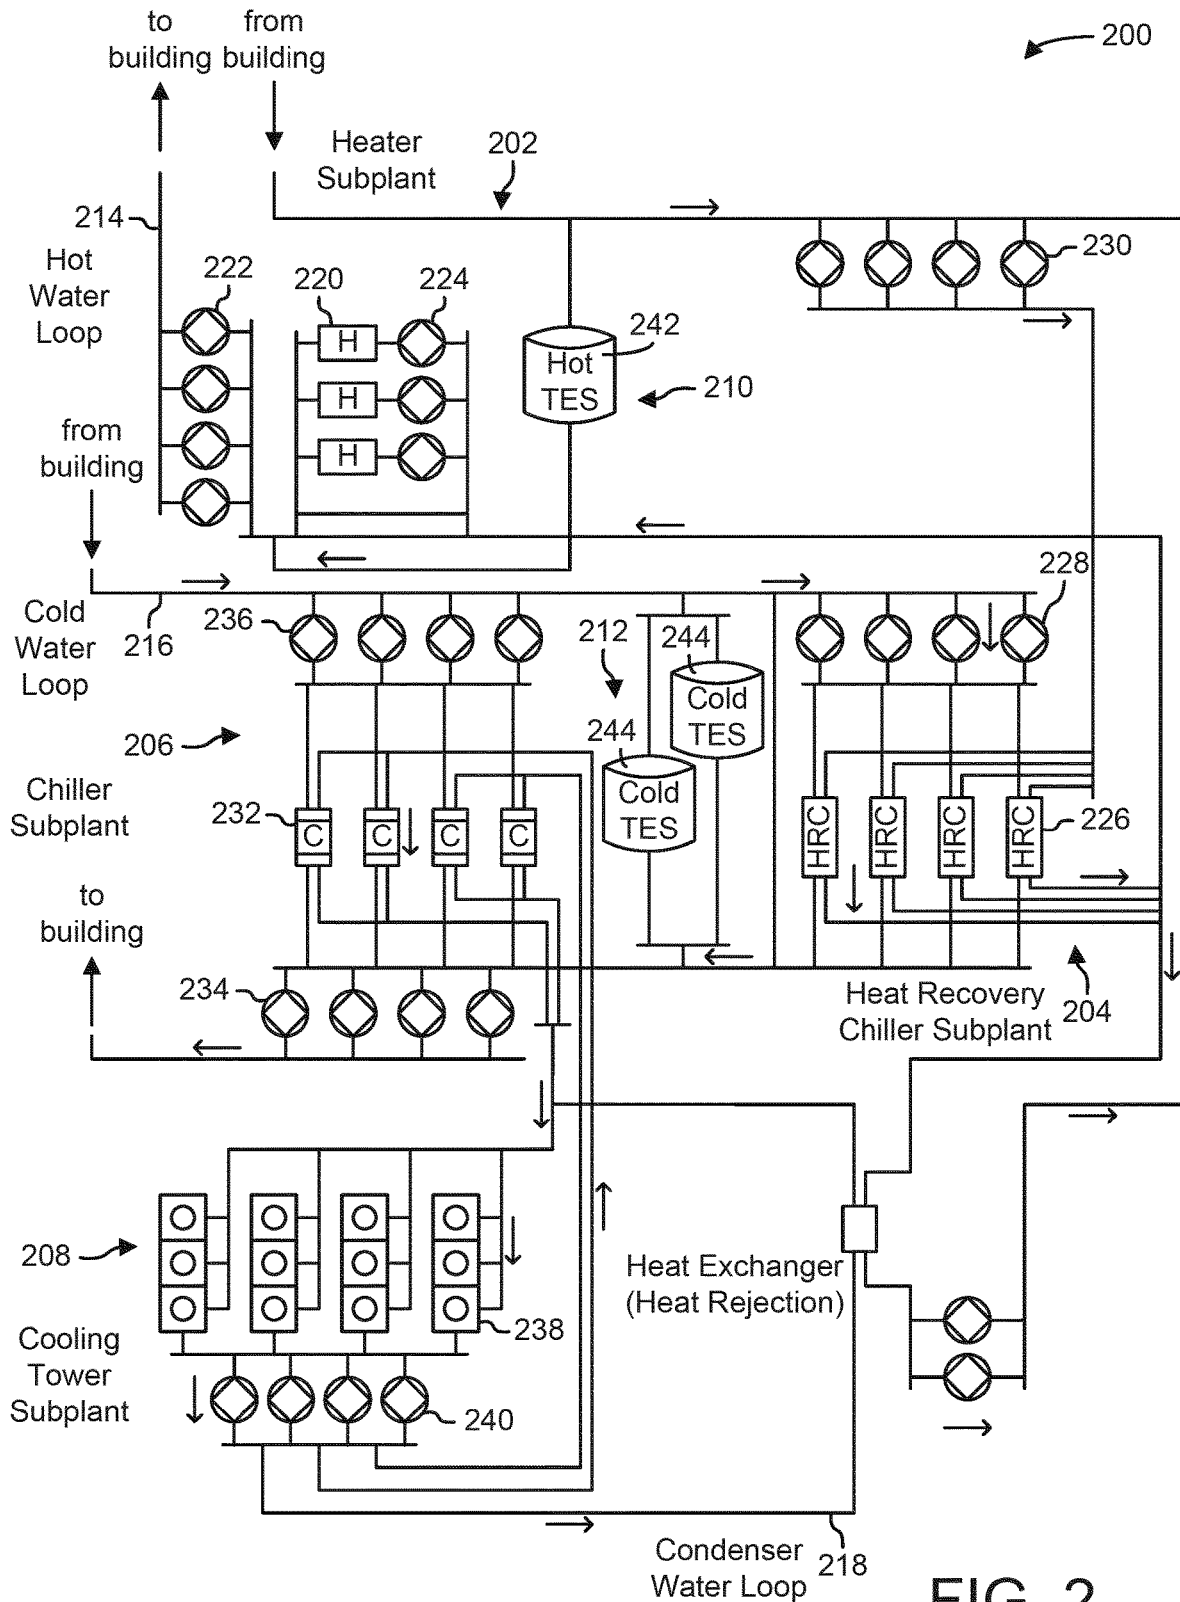 to
building
from
building
200
Heater
Subplant
202
214
Hot
Water
Loop
222
220
224
230
H
H
H
242
Hot
TES
210
from
building
228
Cold
Water
Loop
216
236
212
244
Cold
TES
244
Cold
TES
206
Chiller
Subplant
232
C
C
C
C
HRC
HRC
HRC
HRC
226
to
building
234
Heat Recovery
Chiller Subplant
204
208
238
Heat Exchanger
(Heat Rejection)
Cooling
Tower
Subplant
240
Condenser
Water Loop
218
FIG. 2